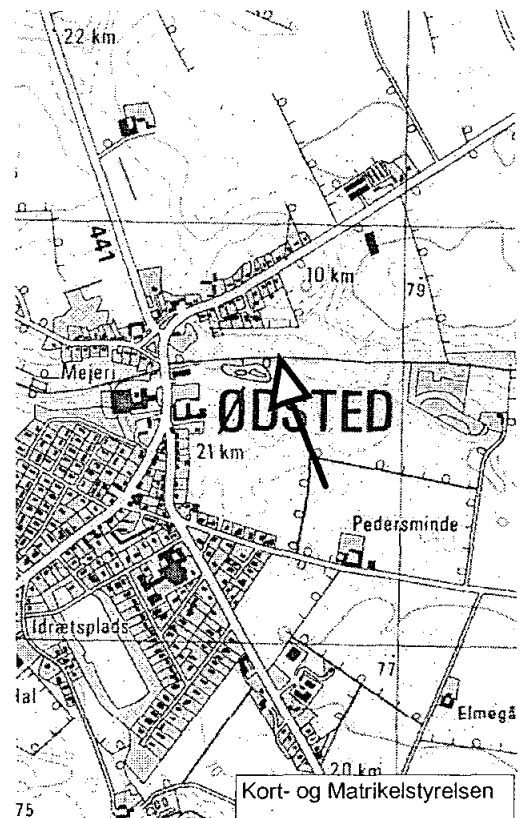 22 km
441
10 km
79
Mejeri
ØDSTED
21 km
Pedersminde
Idrætsplads
77
Hal
Elmegå
20 km
Kort- og Matrikelstyrelsen
75